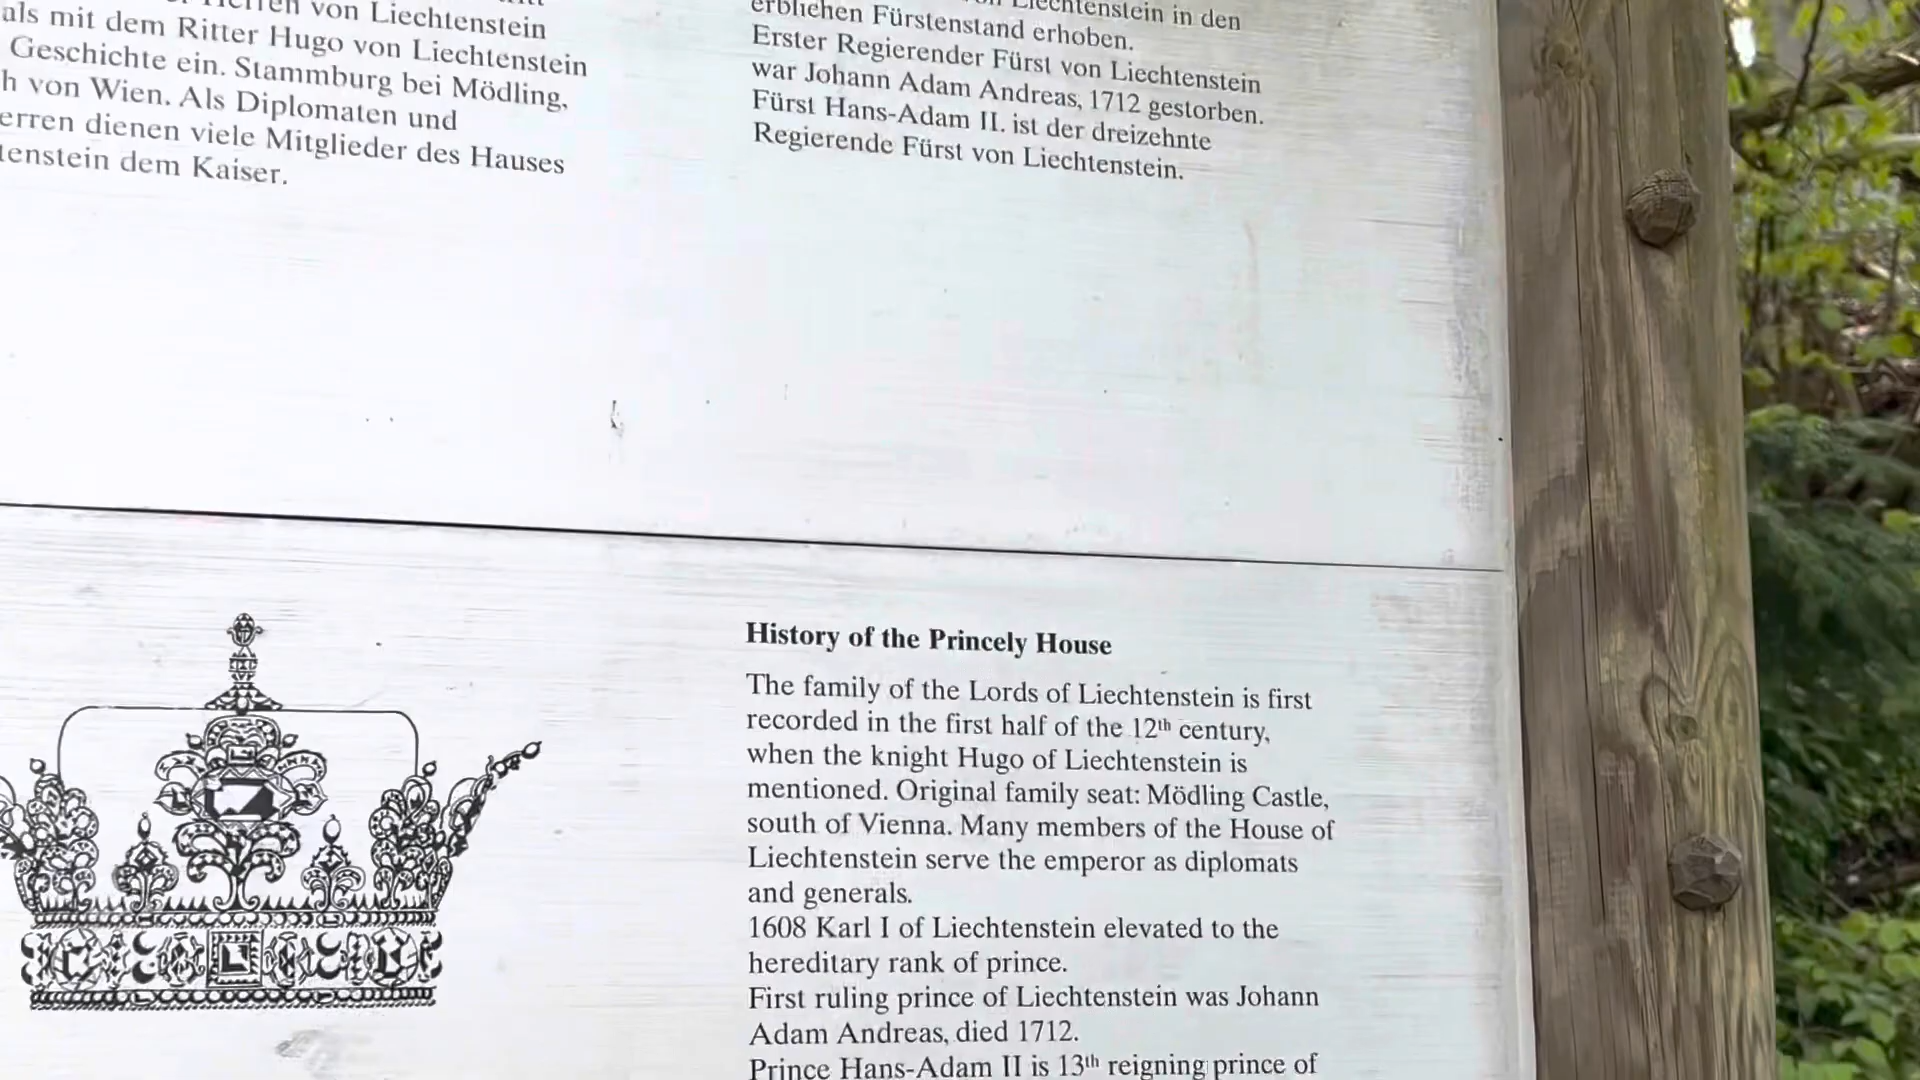 von Liechtenstein
als mit dem Ritter Hugo von Liechtenstein
Geschichte ein. Stammburg bei Mödling,
h von Wien. Als Diplomaten und
erren dienen viele Mitglieder des Hauses
tenstein dem Kaiser.
Liechtenstein in den
erblichen Fürstenstand erhoben.
Erster Regierender Fürst von Liechtenstein
war Johann Adam Andreas, 1712 gestorben.
Fürst Hans-Adam II. ist der dreizehnte
Regierende Fürst von Liechtenstein.
History of the Princely House
The family of the Lords of Liechtenstein is first
recorded in the first half of the 12th century,
when the knight Hugo of Liechtenstein is
mentioned. Original family seat: Mödling Castle,
south of Vienna. Many members of the House of
Liechtenstein serve the emperor as diplomats
and generals.
1608 Karl I of Liechtenstein elevated to the
hereditary rank of prince.
First ruling prince of Liechtenstein was Johann
Adam Andreas, died 1712.
Prince Hans-Adam II is 13th reigning prince of